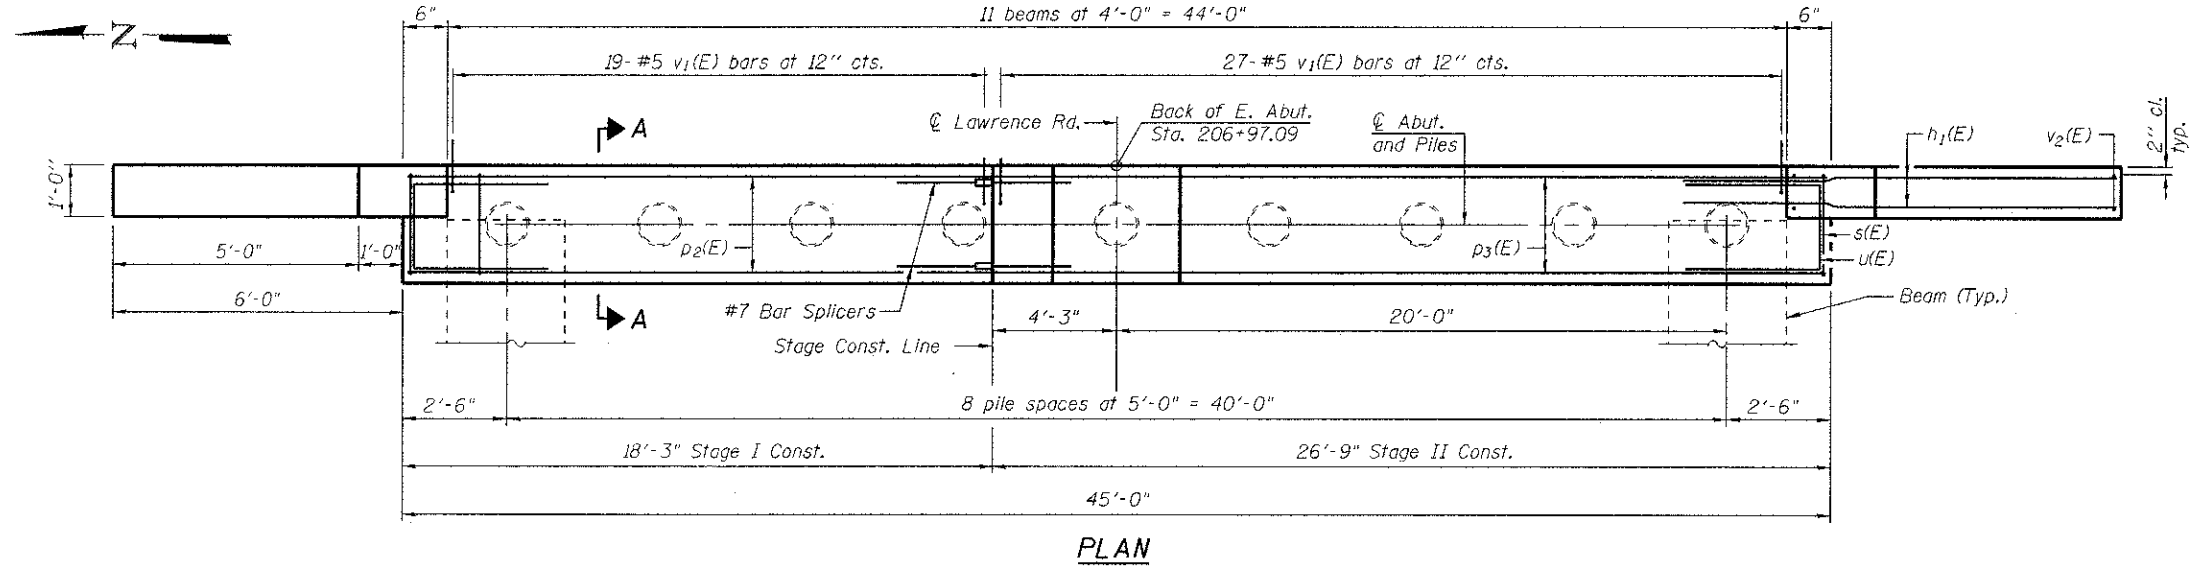 6" 11 beams at 4'-0" = 44'-0" 6"
Z
19- #5 v1(E) bars at 12" cts. 27- #5 v1(E) bars at 12" cts.
℄ Lawrence Rd.
Back of E. Abut.
Sta. 206+97.09
℄ Abut.
and Piles
h1(E)
v2(E)
2" cl.
typ.
A
1'-0"
5'-0" 1'-0"
6'-0"
p2(E)
p3(E)
s(E)
u(E)
A
#7 Bar Splicers
Stage Const. Line
4'-3" 20'-0"
Beam (Typ.)
2'-6" 8 pile spaces at 5'-0" = 40'-0" 2'-6"
18'-3" Stage I Const. 26'-9" Stage II Const.
45'-0"
PLAN